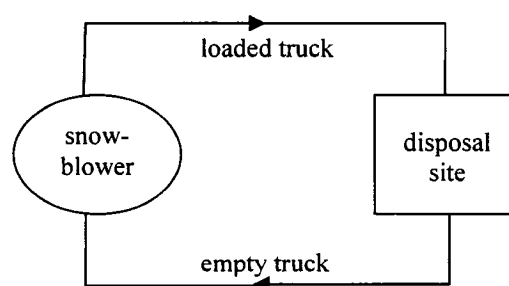 loaded truck
snow-
blower
disposal
site
empty truck